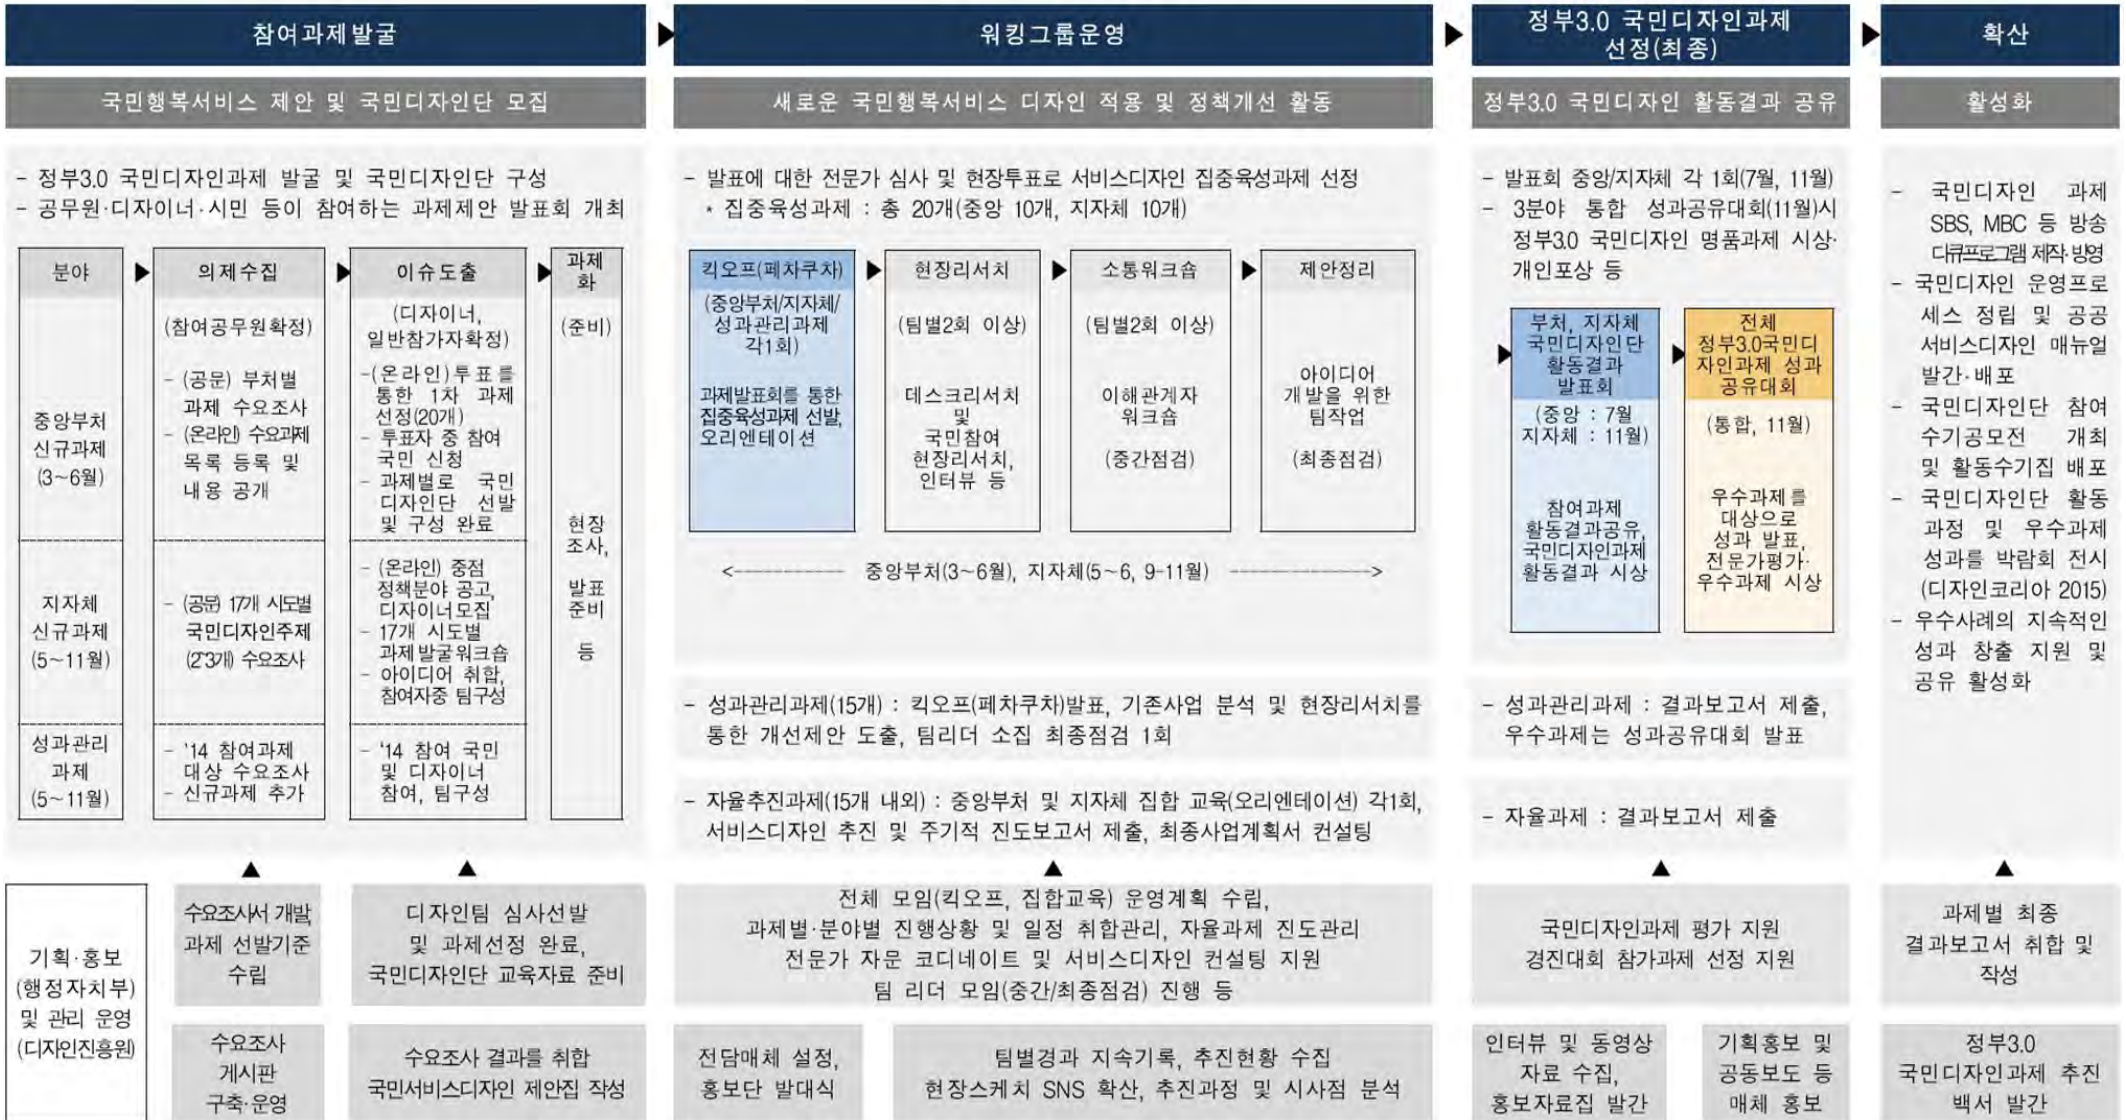 참여과제발굴
워킹그룹운영
정부3.0 국민디자인과제
선정(최종)
확산
국민행복서비스 제안 및 국민디자인단 모집
새로운 국민행복서비스 디자인 적용 및 정책개선 활동
정부3.0 국민디자인 활동결과 공유
활성화
- 정부3.0 국민디자인과제 발굴 및 국민디자인단 구성
- 공무원·디자이너·시민 등이 참여하는 과제제안 발표회 개최
분야
의제수집
이슈도출
과제
화
(참여공무원확정)
(디자이너,
일반참가자확정)
(준비)
중앙부처
신규과제
(3~6월)
- (공문) 부처별
과제 수요조사
- (온라인) 수요과제
목록 등록 및
내용 공개
-(온라인)투표를
통한 1차 과제
선정(20개)
- 투표자 중 참여
국민 신청
- 과제별로 국민
디자인단 선발
및 구성 완료
현장
조사,
발표
준비
등
지자체
신규과제
(5~11월)
- (공문) 17개 시도별
국민디자인주제
(2~3개) 수요조사
- (온라인) 중점
정책분야 공고,
디자이너모집
- 17개 시도별
과제발굴워크숍
- 아이디어 취합,
참여자중 팀구성
성과관리
과제
(5~11월)
- '14 참여과제
대상 수요조사
- 신규과제 추가
- '14 참여 국민
및 디자이너
참여, 팀구성
- 발표에 대한 전문가 심사 및 현장투표로 서비스디자인 집중육성과제 선정
* 집중육성과제 : 총 20개(중앙 10개, 지자체 10개)
킥오프(페차쿠차)
(중앙부처/지자체/
성과관리과제
각1회)
과제발표회를 통한
집중육성과제 선발,
오리엔테이션
현장리서치
(팀별2회 이상)
데스크리서치
및
국민참여
현장리서치,
인터뷰 등
소통워크숍
(팀별2회 이상)
이해관계자
워크숍
(중간점검)
제안정리
아이디어
개발을 위한
팀작업
(최종점검)
<------------ 중앙부처(3~6월), 지자체(5~6, 9-11월) ------------>
- 성과관리과제(15개) : 킥오프(페차쿠차)발표, 기존사업 분석 및 현장리서치를
통한 개선제안 도출, 팀리더 소집 최종점검 1회
- 자율추진과제(15개 내외) : 중앙부처 및 지자체 집합 교육(오리엔테이션) 각1회,
서비스디자인 추진 및 주기적 진도보고서 제출, 최종사업계획서 컨설팅
- 발표회 중앙/지자체 각 1회(7월, 11월)
- 3분야 통합 성과공유대회(11월)시
정부3.0 국민디자인 명품과제 시상·
개인포상 등
부처, 지자체
국민디자인단
활동결과
발표회
(중앙 : 7월
지자체 : 11월)
참여과제
활동결과공유,
국민디자인과제
활동결과 시상
전체
정부3.0국민디
자인과제 성과
공유대회
(통합, 11월)
우수과제를
대상으로
성과 발표,
전문가평가·
우수과제 시상
- 성과관리과제 : 결과보고서 제출,
우수과제는 성과공유대회 발표
- 자율과제 : 결과보고서 제출
- 국민디자인 과제
SBS, MBC 등 방송
다큐프로그램 제작·방영
- 국민디자인 운영프로
세스 정립 및 공공
서비스디자인 매뉴얼
발간·배포
- 국민디자인단 참여
수기공모전 개최
및 활동수기집 배포
- 국민디자인단 활동
과정 및 우수과제
성과를 박람회 전시
(디자인코리아 2015)
- 우수사례의 지속적인
성과 창출 지원 및
공유 활성화
기획·홍보
(행정자치부)
및 관리 운영
(디자인진흥원)
수요조사서 개발,
과제 선발기준
수립
디자인팀 심사선발
및 과제선정 완료,
국민디자인단 교육자료 준비
전체 모임(킥오프, 집합교육) 운영계획 수립,
과제별·분야별 진행상황 및 일정 취합관리, 자율과제 진도관리
전문가 자문 코디네이트 및 서비스디자인 컨설팅 지원
팀 리더 모임(중간/최종점검) 진행 등
국민디자인과제 평가 지원
경진대회 참가과제 선정 지원
과제별 최종
결과보고서 취합 및
작성
수요조사
게시판
구축·운영
수요조사 결과를 취합
국민서비스디자인 제안집 작성
전담매체 설정,
홍보단 발대식
팀별경과 지속기록, 추진현황 수집
현장스케치 SNS 확산, 추진과정 및 시사점 분석
인터뷰 및 동영상
자료 수집,
홍보자료집 발간
기획홍보 및
공동보도 등
매체 홍보
정부3.0
국민디자인과제 추진
백서 발간